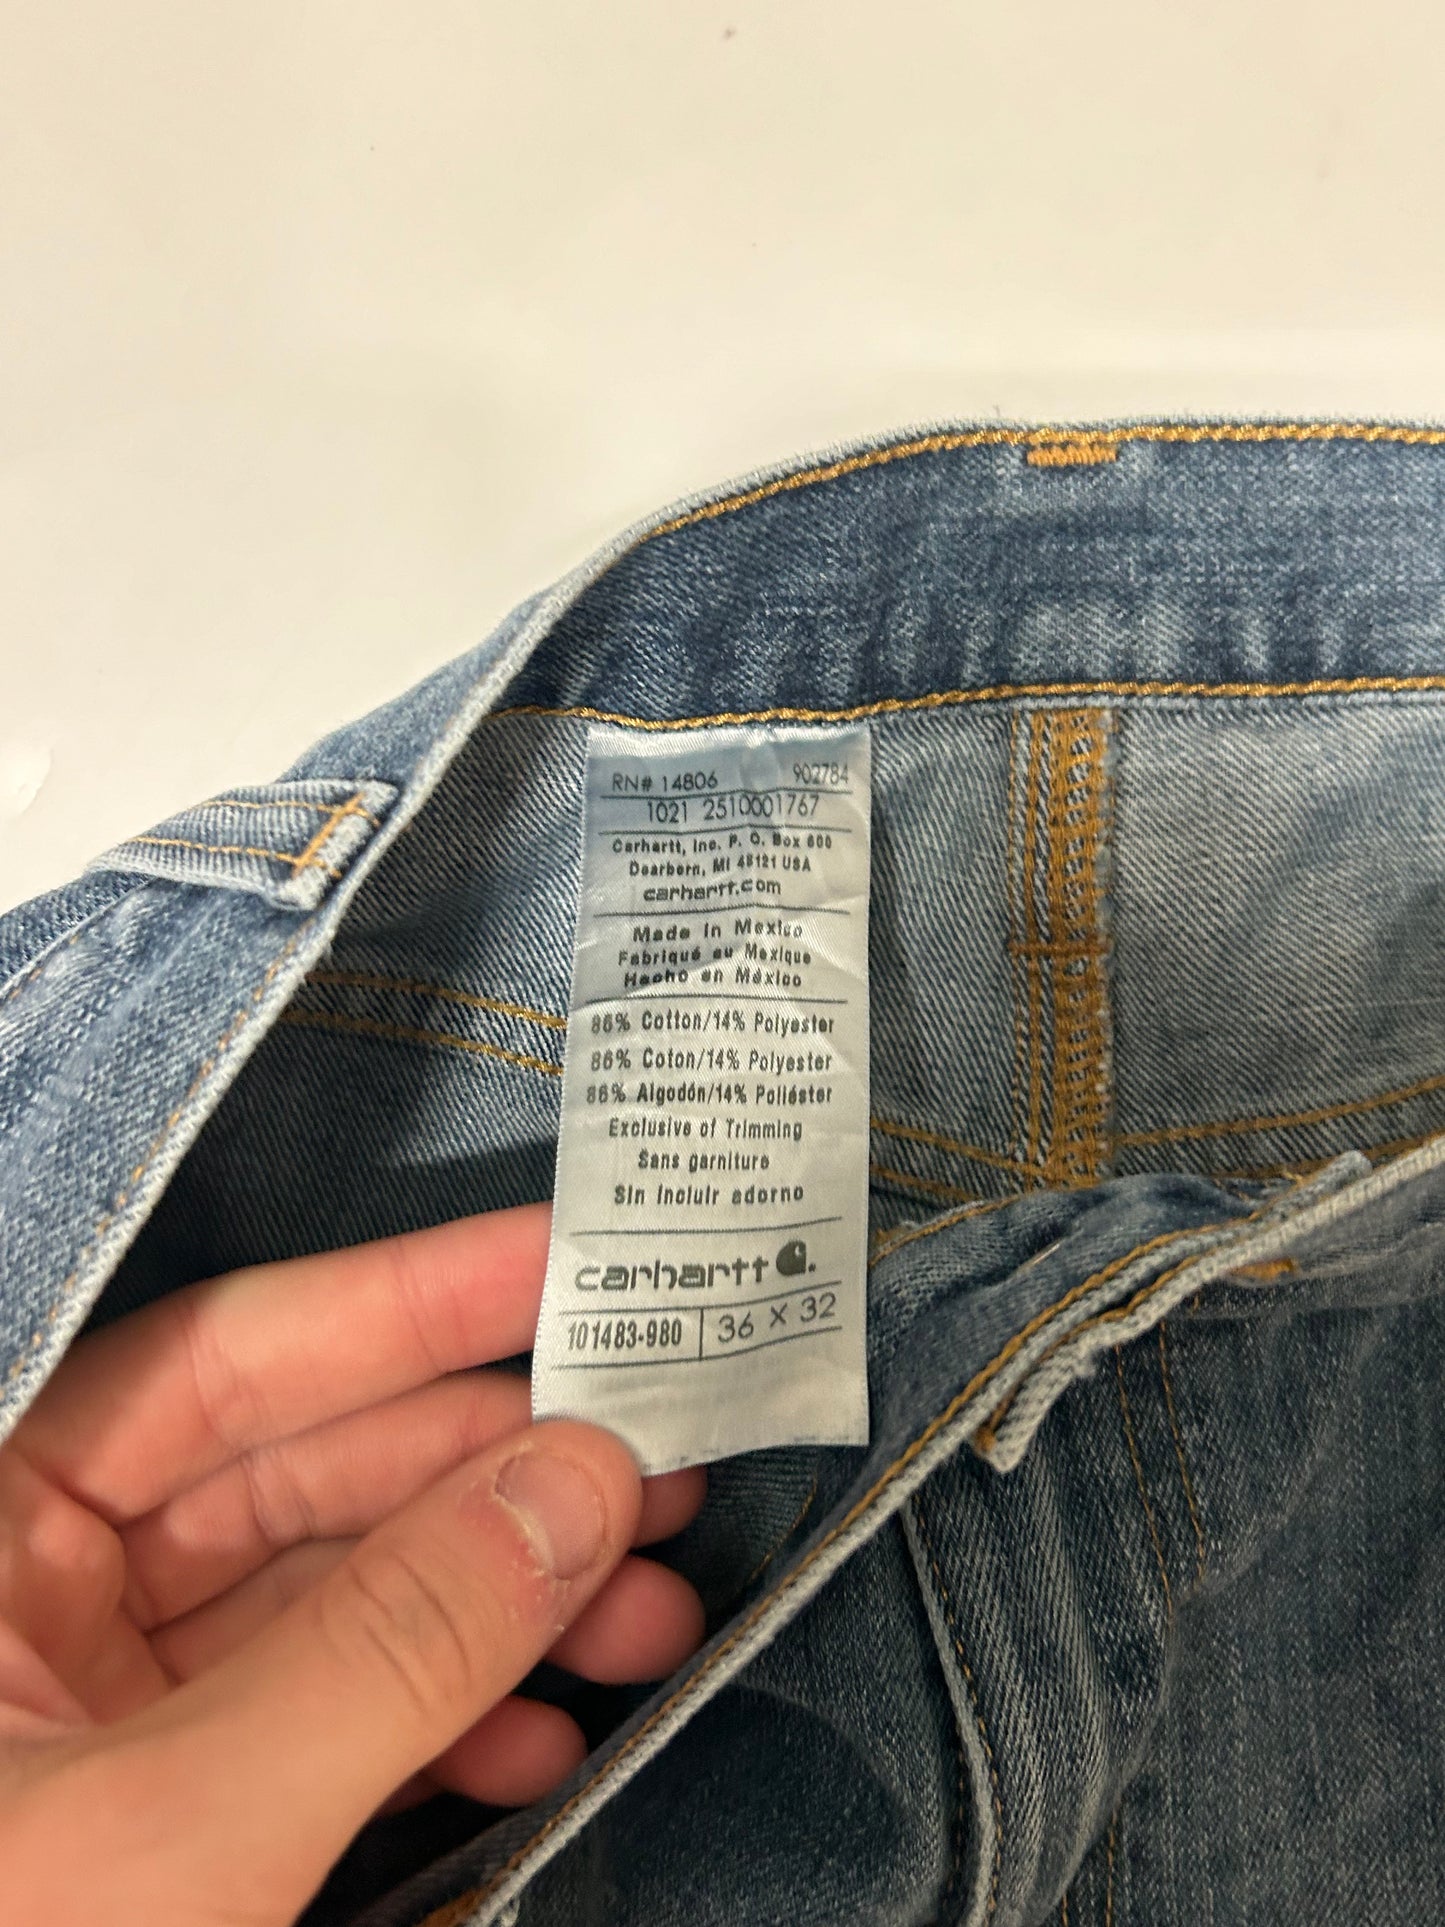 RN# 14806 902784
1021 2510001767
Carhartt, Inc. P. O. Box 600
Dearborn, MI 48121 USA
carhartt.com
Made in Mexico
Fabriqué au Mexique
Hecho en México
86% Cotton/14% Polyester
86% Coton/14% Polyester
86% Algodón/14% Poliéster
Exclusive of Trimming
Sans garniture
Sin incluir adorno
carhartt
101483-980 36 X 32